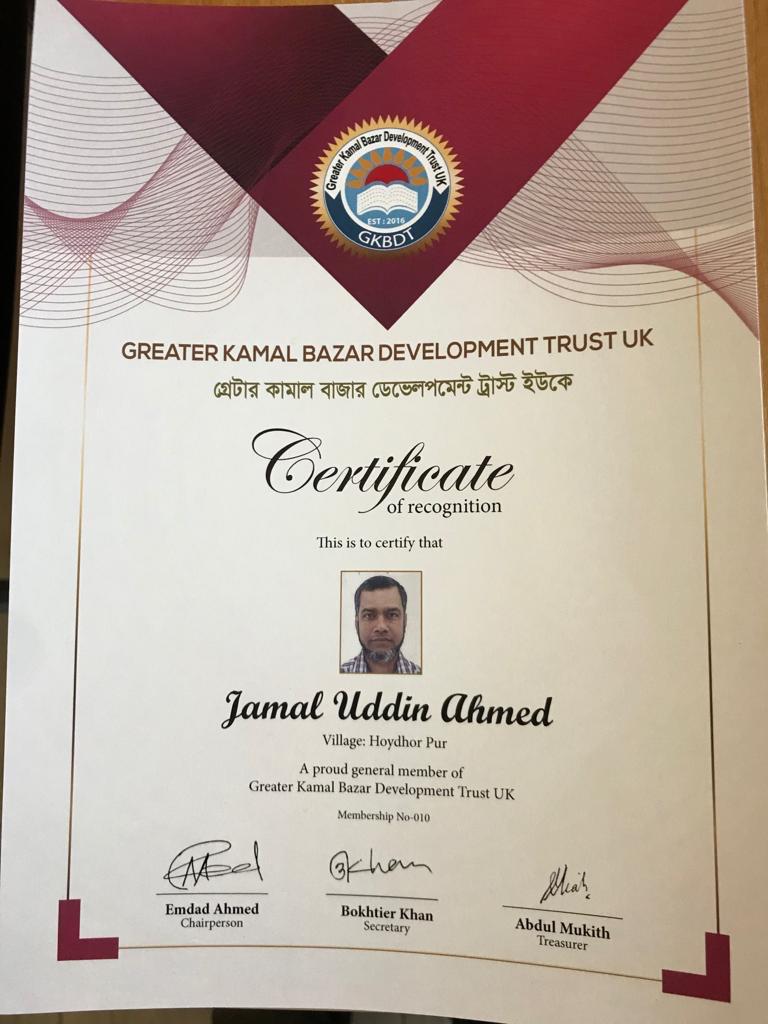 Greater Kamal Bazar Development Trust UK
EST : 2016
GKBDT
GREATER KAMAL BAZAR DEVELOPMENT TRUST UK
গ্রেটার কামাল বাজার ডেভেলপমেন্ট ট্রাস্ট ইউকে
Certificate
of recognition
This is to certify that
Jamal Uddin Ahmed
Village: Hoydhor Pur
A proud general member of
Greater Kamal Bazar Development Trust UK
Membership No-010
Emdad Ahmed
Chairperson
Bokhtier Khan
Secretary
Abdul Mukith
Treasurer